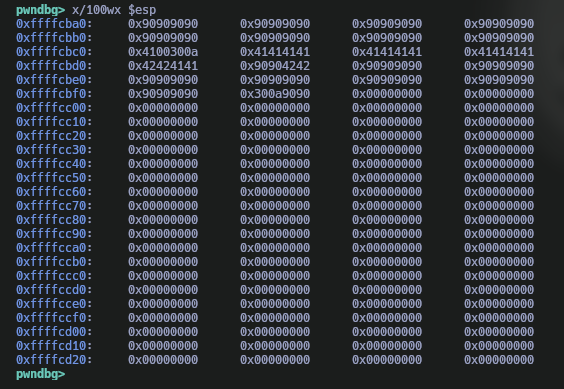 pwndbg> x/100wx $esp
0xffffcba0: 0x90909090 0x90909090 0x90909090 0x90909090
0xffffcbb0: 0x90909090 0x90909090 0x90909090 0x90909090
0xffffcbc0: 0x4100300a 0x41414141 0x41414141 0x41414141
0xffffcbd0: 0x42424141 0x90904242 0x90909090 0x90909090
0xffffcbe0: 0x90909090 0x90909090 0x90909090 0x90909090
0xffffcbf0: 0x90909090 0x300a9090 0x00000000 0x00000000
0xffffcc00: 0x00000000 0x00000000 0x00000000 0x00000000
0xffffcc10: 0x00000000 0x00000000 0x00000000 0x00000000
0xffffcc20: 0x00000000 0x00000000 0x00000000 0x00000000
0xffffcc30: 0x00000000 0x00000000 0x00000000 0x00000000
0xffffcc40: 0x00000000 0x00000000 0x00000000 0x00000000
0xffffcc50: 0x00000000 0x00000000 0x00000000 0x00000000
0xffffcc60: 0x00000000 0x00000000 0x00000000 0x00000000
0xffffcc70: 0x00000000 0x00000000 0x00000000 0x00000000
0xffffcc80: 0x00000000 0x00000000 0x00000000 0x00000000
0xffffcc90: 0x00000000 0x00000000 0x00000000 0x00000000
0xffffcca0: 0x00000000 0x00000000 0x00000000 0x00000000
0xffffccb0: 0x00000000 0x00000000 0x00000000 0x00000000
0xffffccc0: 0x00000000 0x00000000 0x00000000 0x00000000
0xffffccd0: 0x00000000 0x00000000 0x00000000 0x00000000
0xffffcce0: 0x00000000 0x00000000 0x00000000 0x00000000
0xffffccf0: 0x00000000 0x00000000 0x00000000 0x00000000
0xffffcd00: 0x00000000 0x00000000 0x00000000 0x00000000
0xffffcd10: 0x00000000 0x00000000 0x00000000 0x00000000
0xffffcd20: 0x00000000 0x00000000 0x00000000 0x00000000
pwndbg>